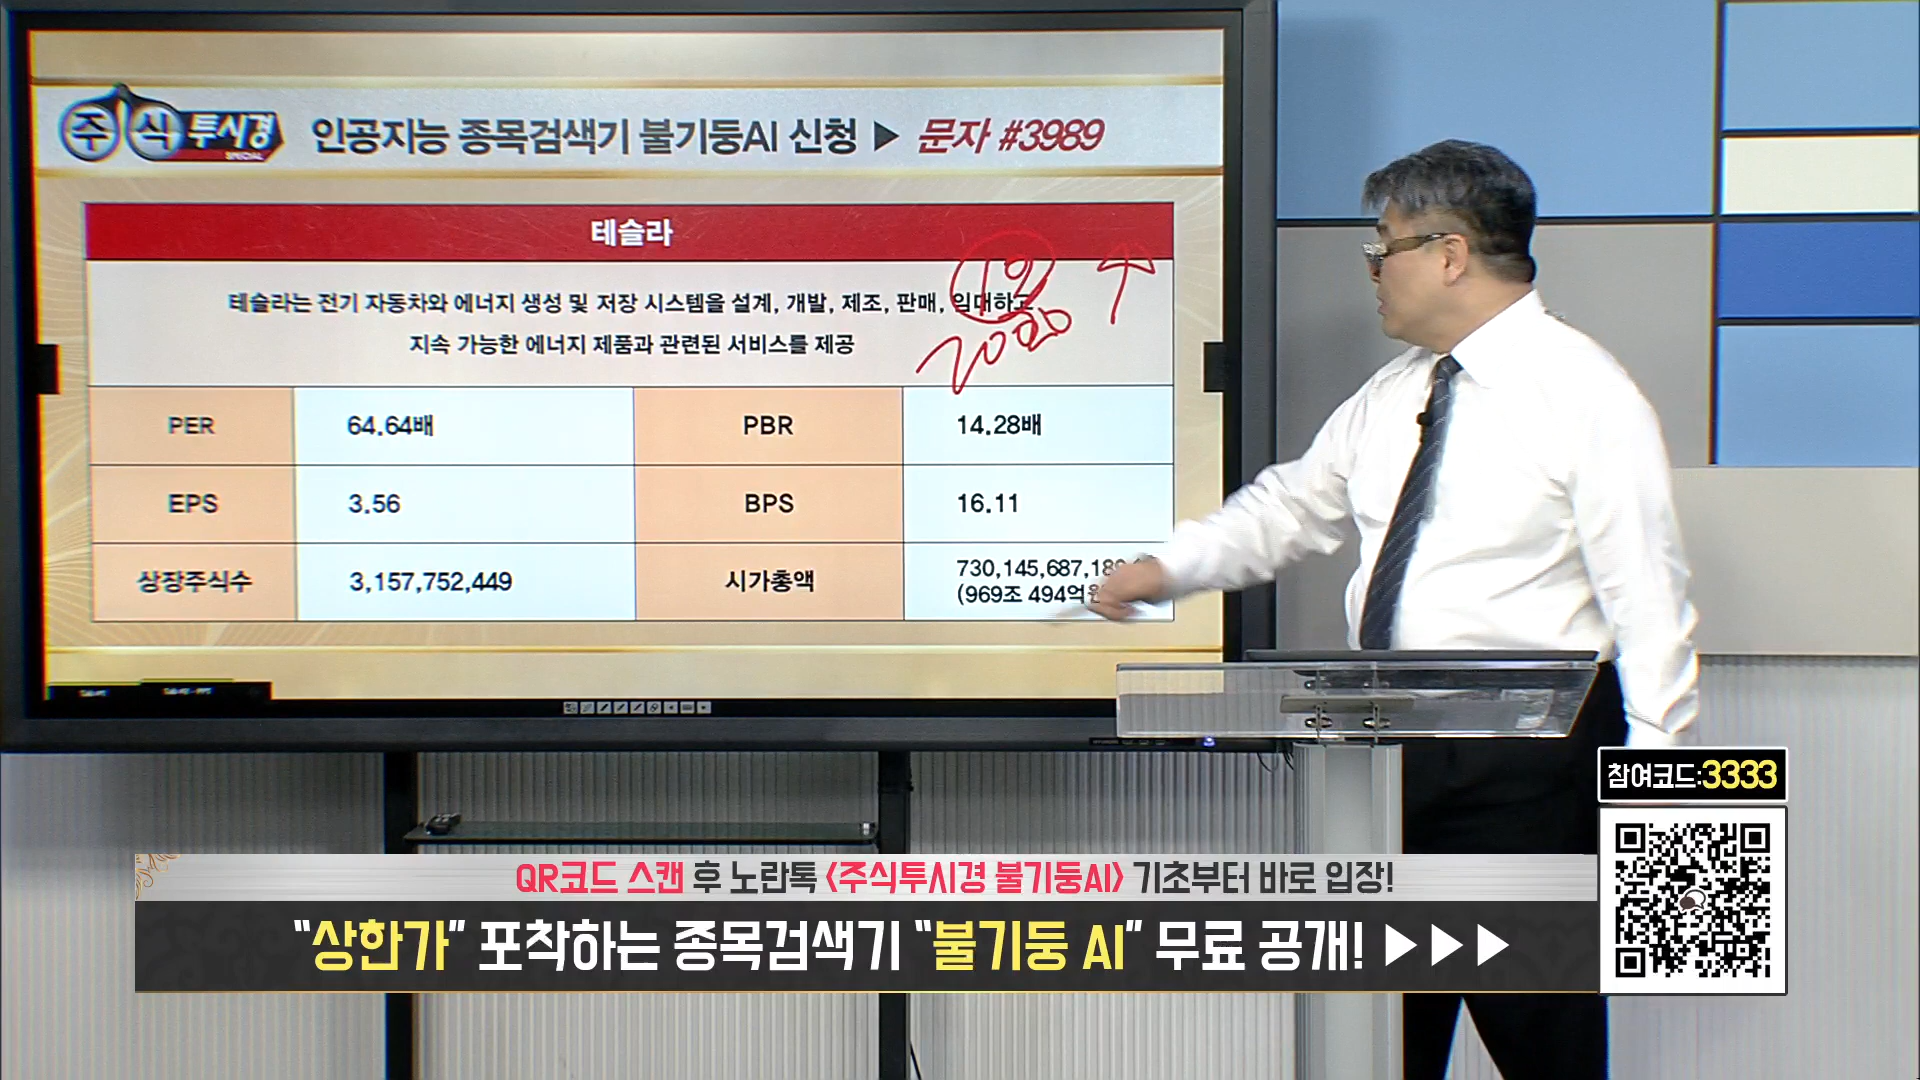 주식투시경
SPECIAL
인공지능 종목검색기 불기둥AI 신청 ▶ 문자 #3989
테슬라
테슬라는 전기 자동차와 에너지 생성 및 저장 시스템을 설계, 개발, 제조, 판매, 임대하고
지속 가능한 에너지 제품과 관련된 서비스를 제공
PER 64.64배 PBR 14.28배
EPS 3.56 BPS 16.11
상장주식수 3,157,752,449 시가총액 730,145,687,18
(969조 494억원
참여코드:3333
QR코드 스캔 후 노란톡 <주식투시경 불기둥AI> 기초부터 바로 입장!
“상한가” 포착하는 종목검색기 “불기둥 AI” 무료 공개! ▶▶▶